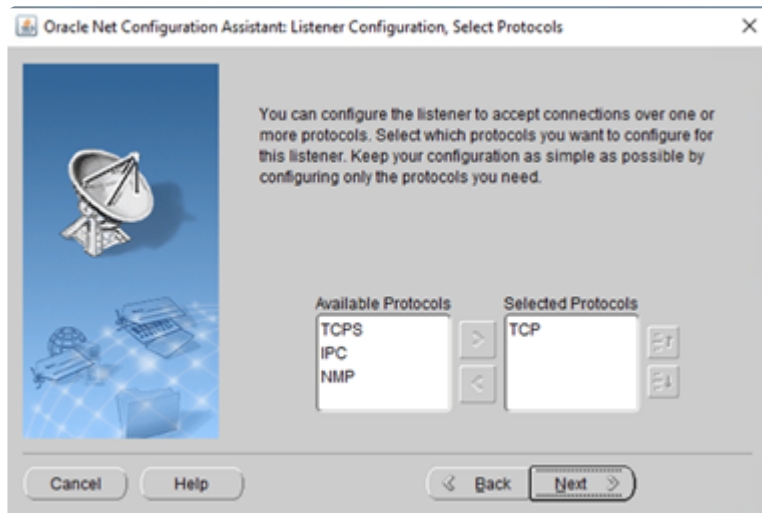 Oracle Net Configuration Assistant: Listener Configuration, Select Protocols
You can configure the listener to accept connections over one or
more protocols. Select which protocols you want to configure for
this listener. Keep your configuration as simple as possible by
configuring only the protocols you need.
Available Protocols
TCPS
IPC
NMP
Selected Protocols
TCP
Cancel
Help
Back
Next